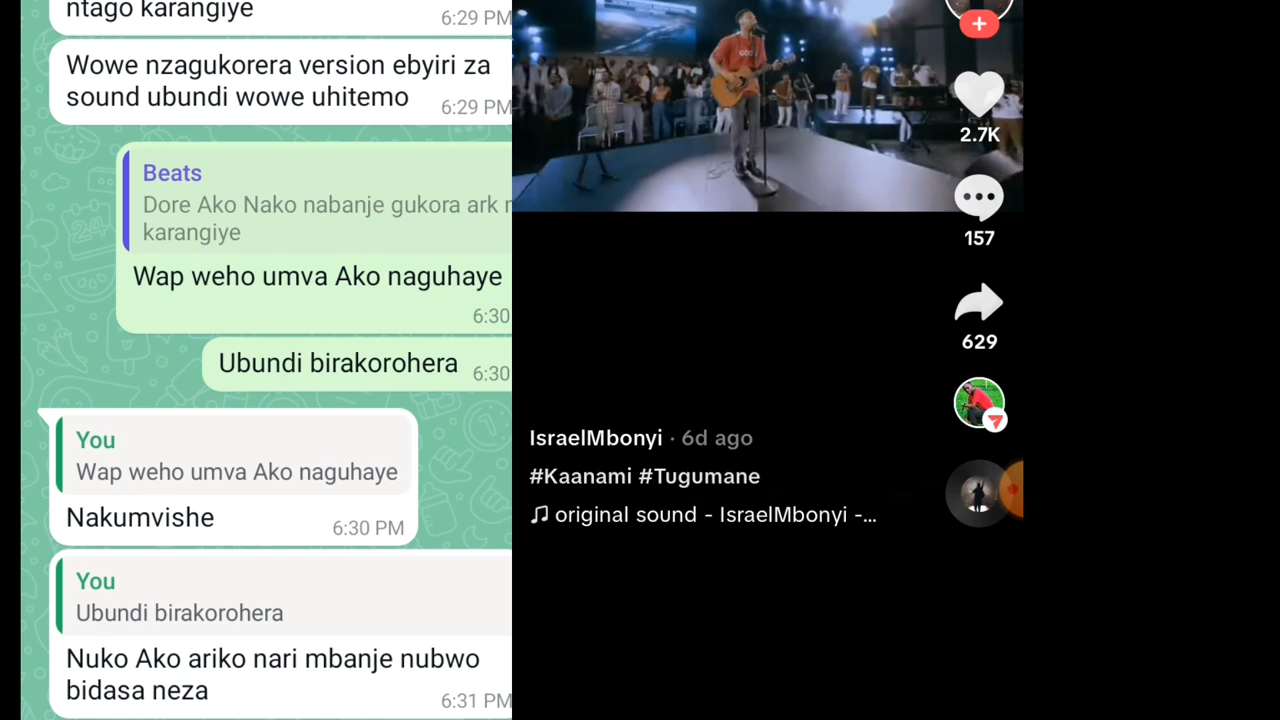 ntago karangiye
6:29 PM
Wowe nzagukorera version ebyiri za
sound ubundi wowe uhitemo
6:29 PM
Beats
Dore Ako Nako nabanje gukora ark
karangiye
Wap weho umva Ako naguhaye
6:30
Ubundi birakorohera
6:30
You
Wap weho umva Ako naguhaye
Nakumvishe
6:30 PM
You
Ubundi birakorohera
Nuko Ako ariko nari mbanje nubwo
bidasa neza
6:31 PM
2.7K
157
629
IsraelMbonyi · 6d ago
#Kaanami #Tugumane
original sound - IsraelMbonyi -...